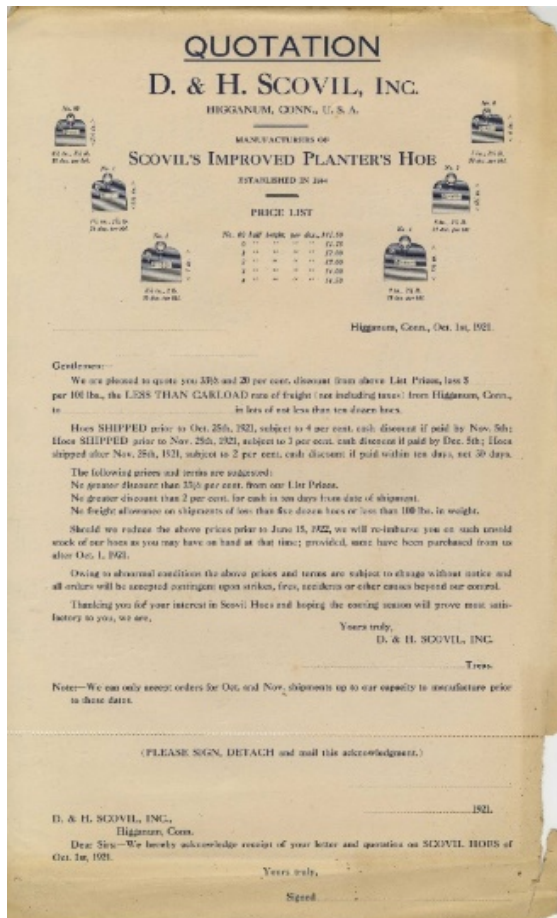 QUOTATION
D. & H. SCOVIL, INC.
HIGGANUM, CONN., U. S. A.
MANUFACTURERS OF
SCOVIL'S IMPROVED PLANTER'S HOE
ESTABLISHED IN
PRICE LIST
Higganum, Conn., Oct. 1st, 1921.
Gentlemen:—
We are pleased to quote you 33⅓ and 20 per cent. discount from above List Prices, less $
per 100 lbs., the LESS THAN CARLOAD rate of freight (not including taxes) from Higganum, Conn.,
to in lots of not less than ten dozen hoes.
Hoes SHIPPED prior to Oct. 25th, 1921, subject to 4 per cent. cash discount if paid by Nov. 5th;
Hoes SHIPPED prior to Nov. 25th, 1921, subject to 3 per cent. cash discount if paid by Dec. 5th; Hoes
shipped after Nov. 25th, 1921, subject to 2 per cent. cash discount if paid within ten days, net 30 days.
The following prices and terms are suggested:
No greater discount than 33⅓ per cent. from our List Prices.
No greater discount than 2 per cent. for cash in ten days from date of shipment.
No freight allowance on shipments of less than five dozen hoes or less than 100 lbs. in weight.
Should we reduce the above prices prior to June 15, 1922, we will re-imburse you on such unsold
stock of our hoes as you may have on hand at that time; provided, same have been purchased from us
after Oct. 1, 1921.
Owing to abnormal conditions the above prices and terms are subject to change without notice and
all orders will be accepted contingent upon strikes, fires, accidents or other causes beyond our control.
Thanking you for your interest in Scovil Hoes and hoping the coming season will prove most satis-
factory to you, we are,
Yours truly,
D. & H. SCOVIL, INC.
Treas.
Note—We can only accept orders for Oct. and Nov. shipments up to our capacity to manufacture prior
to these dates.
(PLEASE SIGN, DETACH and mail this acknowledgment.)
1921.
D. & H. SCOVIL, INC.,
Higganum, Conn.
Dear Sirs:—We hereby acknowledge receipt of your letter and quotation on SCOVIL HOES of
Oct. 1st, 1921.
Yours truly,
Signed